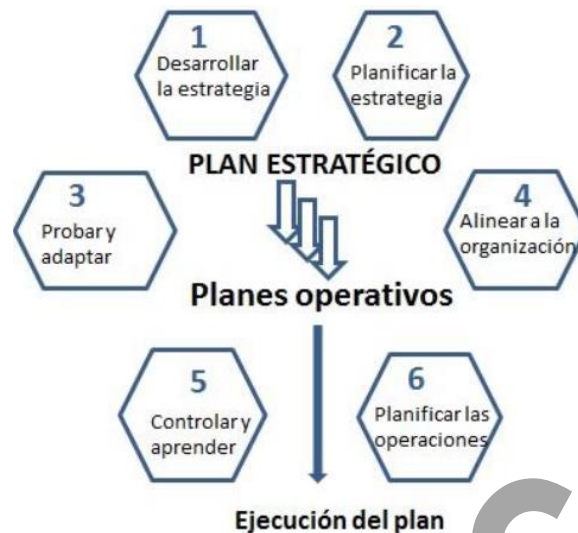 1
Desarrollar
la estrategia
2
Planificar la
estrategia
PLAN ESTRATÉGICO
3
Probar y
adaptar
4
Alinear a la
organización
Planes operativos
5
Controlar y
aprender
6
Planificar las
operaciones
Ejecución del plan